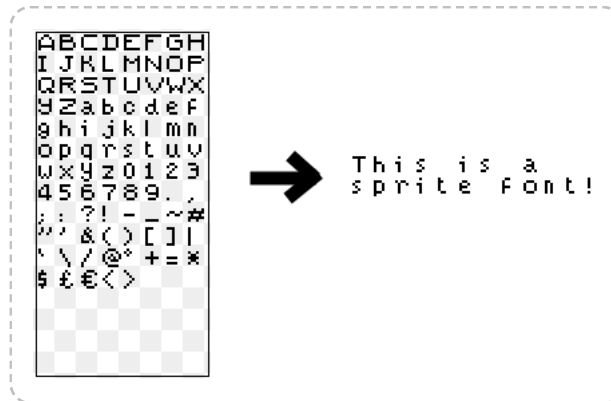 ABCDEFGH
IJKLMNOP
QRSTUVWX
YZabcdef
ghijklmn
opqrstuv
wxyz0123
456789.,
;:?!-_~#
"'&()[]|
`\/@°+=*
$£€<>
This is a
sprite font!